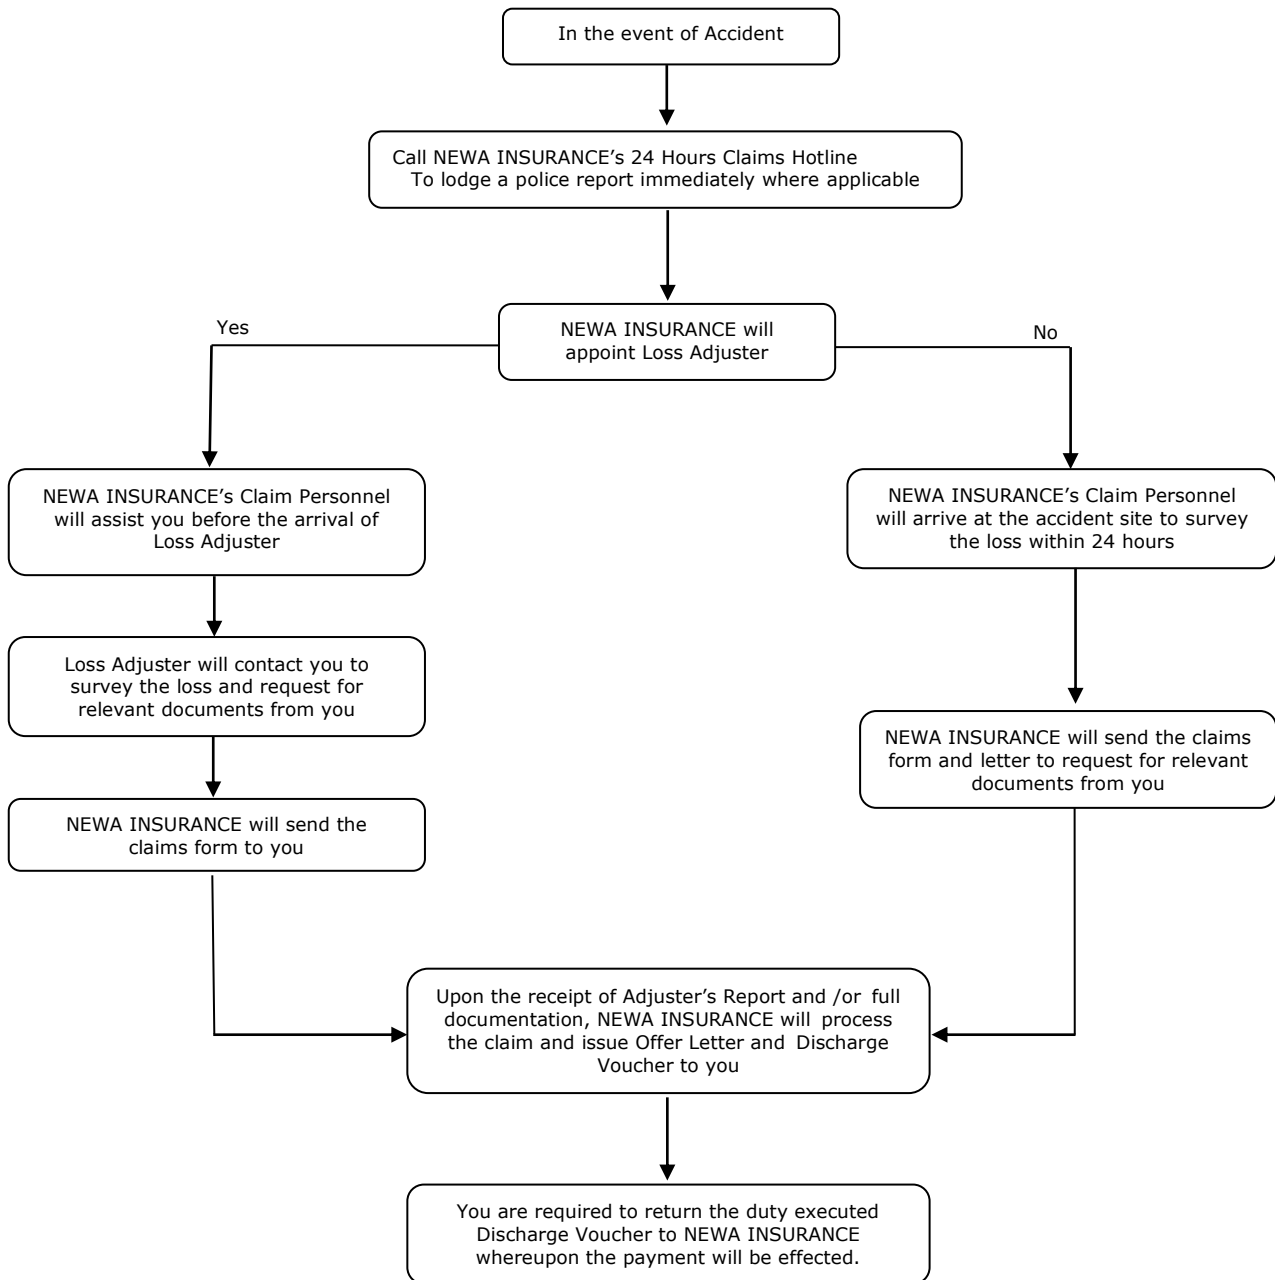 In the event of Accident
Call NEWA INSURANCE's 24 Hours Claims Hotline
To lodge a police report immediately where applicable
NEWA INSURANCE will
appoint Loss Adjuster
Yes
No
NEWA INSURANCE's Claim Personnel
will assist you before the arrival of
Loss Adjuster
NEWA INSURANCE's Claim Personnel
will arrive at the accident site to survey
the loss within 24 hours
Loss Adjuster will contact you to
survey the loss and request for
relevant documents from you
NEWA INSURANCE will send the claims
form and letter to request for relevant
documents from you
NEWA INSURANCE will send the
claims form to you
Upon the receipt of Adjuster's Report and /or full
documentation, NEWA INSURANCE will process
the claim and issue Offer Letter and Discharge
Voucher to you
You are required to return the duty executed
Discharge Voucher to NEWA INSURANCE
whereupon the payment will be effected.